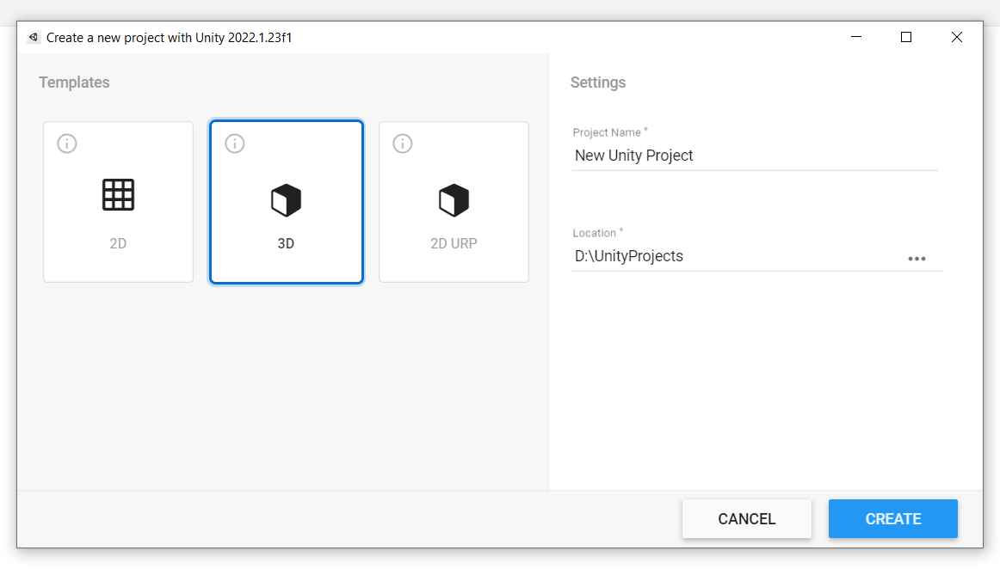 Create a new project with Unity 2022.1.23f1
Templates
2D
3D
2D URP
Settings
Project Name *
New Unity Project
Location *
D:\UnityProjects
CANCEL
CREATE